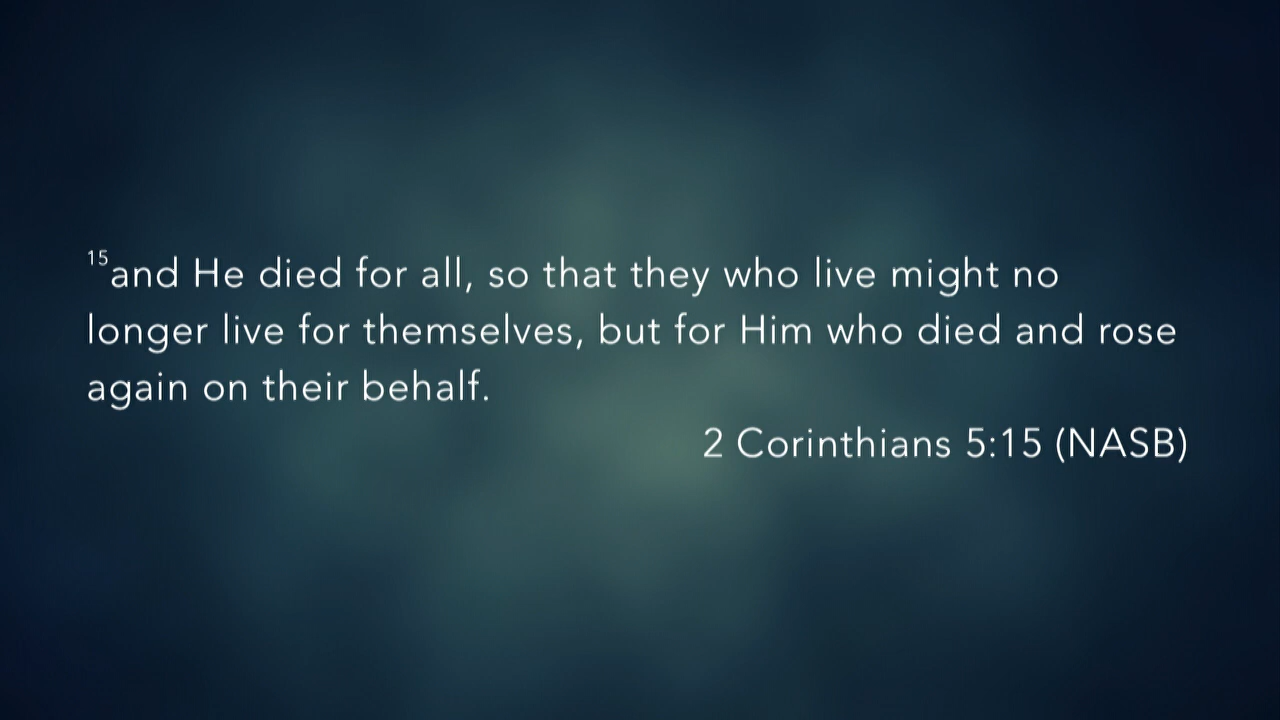 15and He died for all, so that they who live might no
longer live for themselves, but for Him who died and rose
again on their behalf.
2 Corinthians 5:15 (NASB)